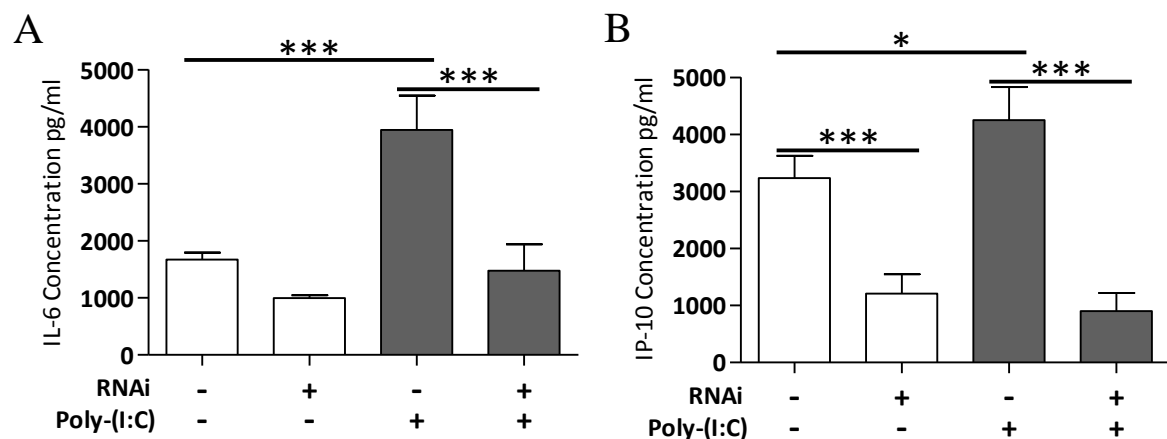 A
***
***
IL-6 Concentration pg/ml
5000
4000
3000
2000
1000
0
RNAi - + - +
Poly-(I:C) - - + +
B
*
***
***
IP-10 Concentration pg/ml
5000
4000
3000
2000
1000
0
RNAi - + - +
Poly-(I:C) - - + +